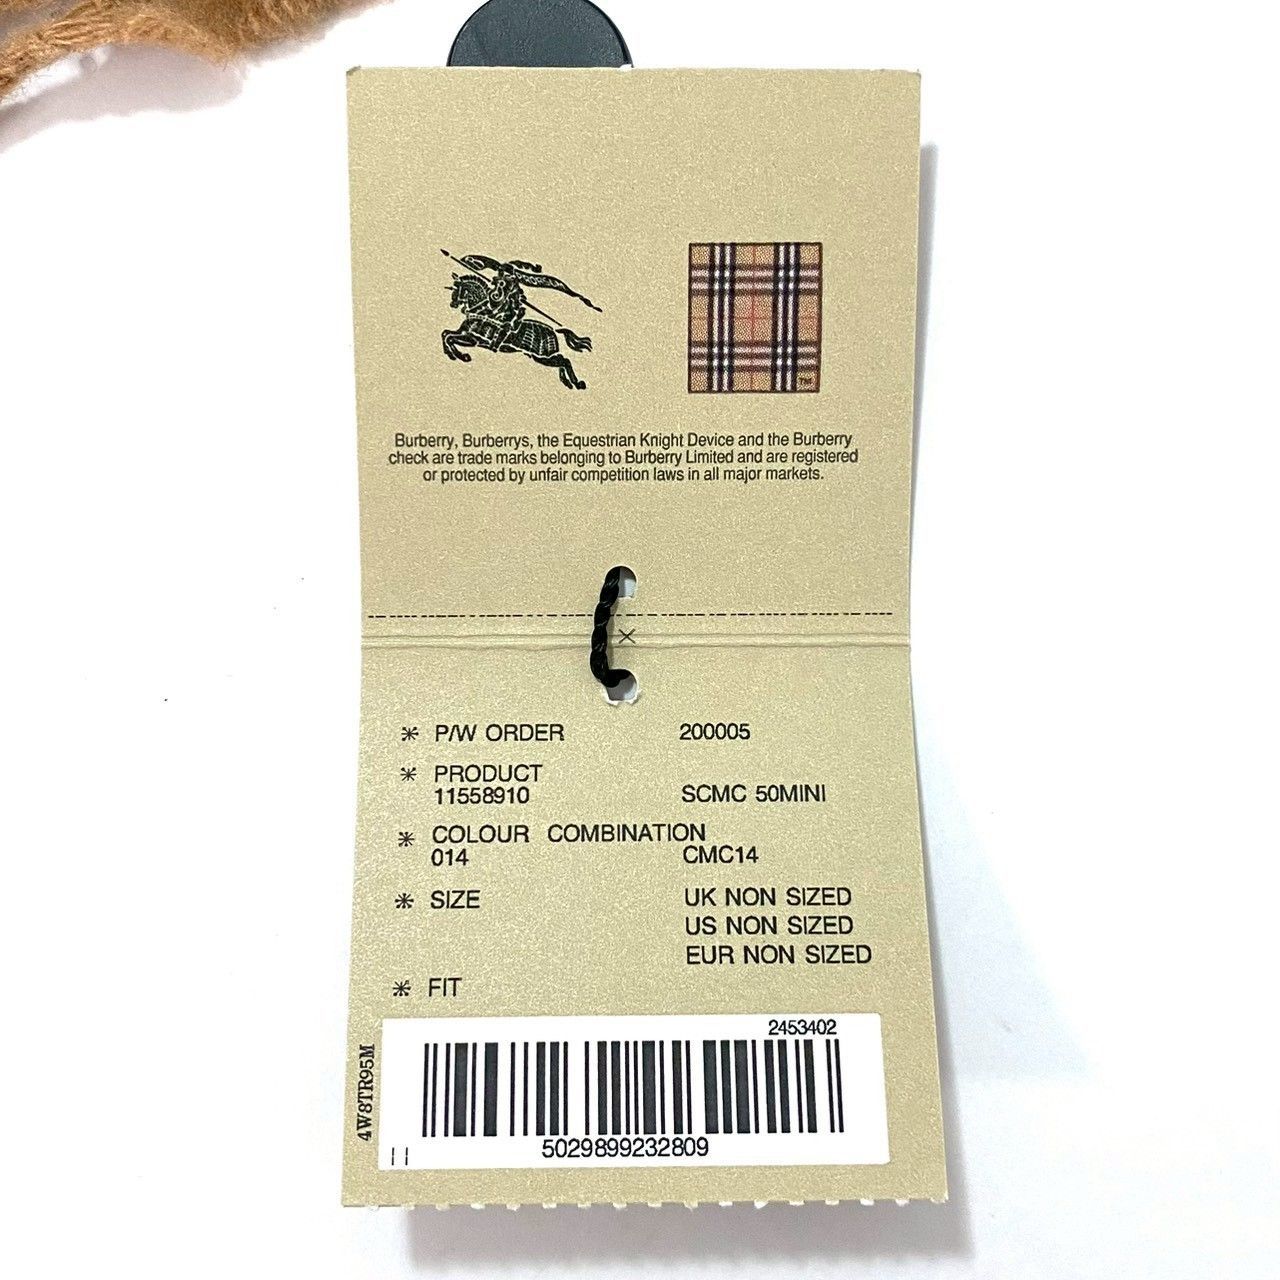 TM
Burberry, Burberrys, the Equestrian Knight Device and the Burberry
check are trade marks belonging to Burberry Limited and are registered
or protected by unfair competition laws in all major markets.
P/W ORDER 200005
PRODUCT
11558910 SCMC 50MINI
COLOUR COMBINATION
014 CMC14
SIZE UK NON SIZED
US NON SIZED
EUR NON SIZED
FIT
2453402
5029899232809
4W8TR95M